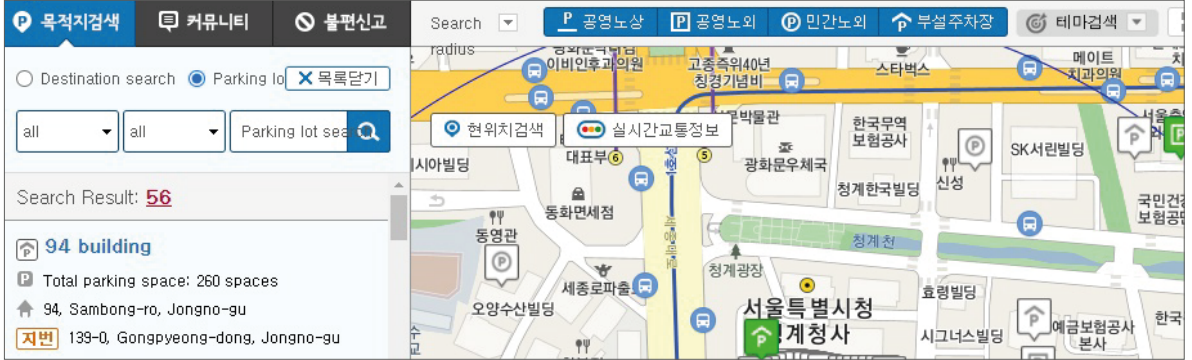 목적지검색
커뮤니티
불편신고
Search
radius
P 공영노상
P 공영노외
P 민간노외
부설주차장
테마검색
Destination search
Parking lo
목록닫기
all
all
Parking lot sea
현위치검색
실시간교통정보
Search Result: 56
94 building
P Total parking space: 260 spaces
94, Sambong-ro, Jongno-gu
지번 139-0, Gongpyeong-dong, Jongno-gu
이비인후과의원
고종즉위40년
칭경기념비
스타벅스
메이트
치과의원
박물관
한국무역
보험공사
SK서린빌딩
시아빌딩
대표부
6
5
광화문우체국
신성
청계한국빌딩
동화면세점
동영관
세종대로
청계천
청계광장
세종로파출
오양수산빌딩
서울특별시청
청계청사
효령빌딩
시그너스빌딩
예금보험공사
본사
한국
국민건강
보험공단